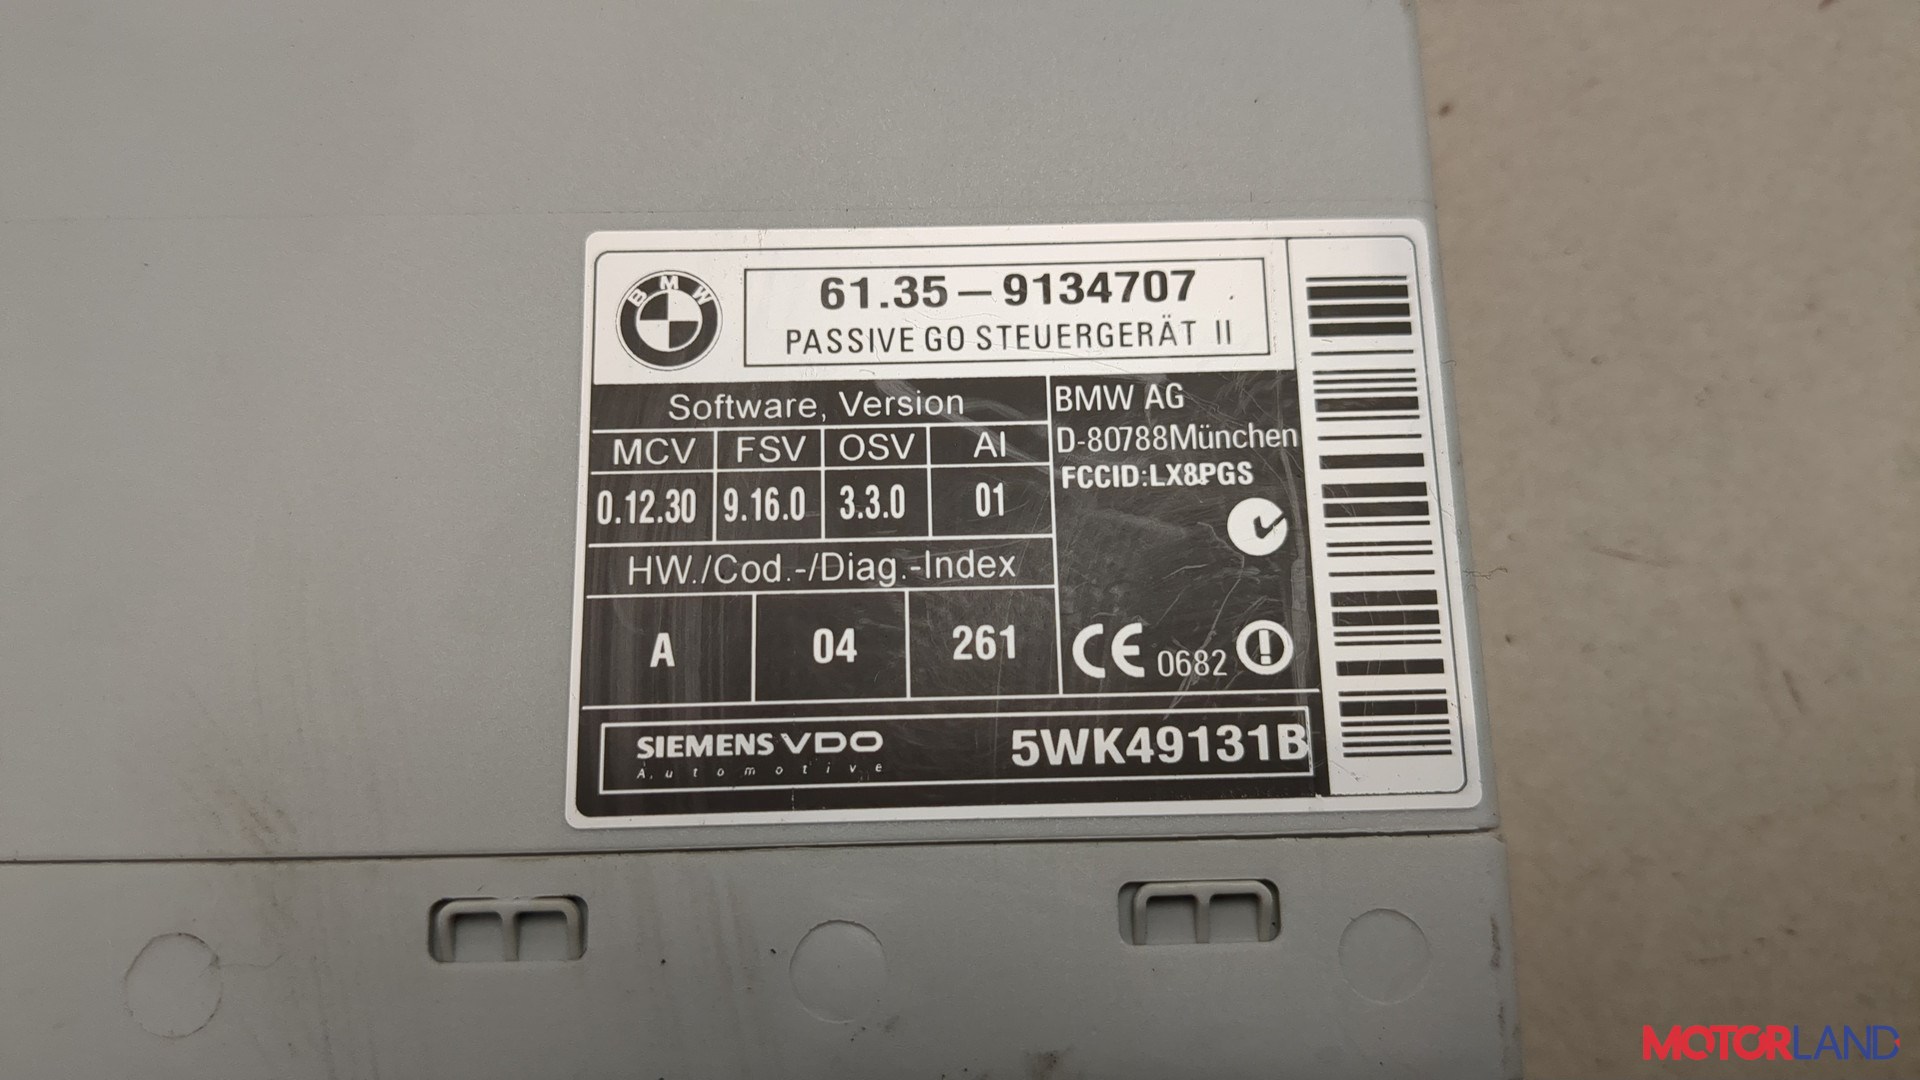 BMW
61.35–9134707
PASSIVE GO STEUERGERÄT II
Software, Version
MCV FSV OSV AI
0.12.30 9.16.0 3.3.0 01
HW./Cod.-/Diag.-Index
A 04 261
BMW AG
D-80788München
FCCID:LX8PGS
CE 0682
SIEMENS VDO
Automotive
5WK49131B
MOTORLAND